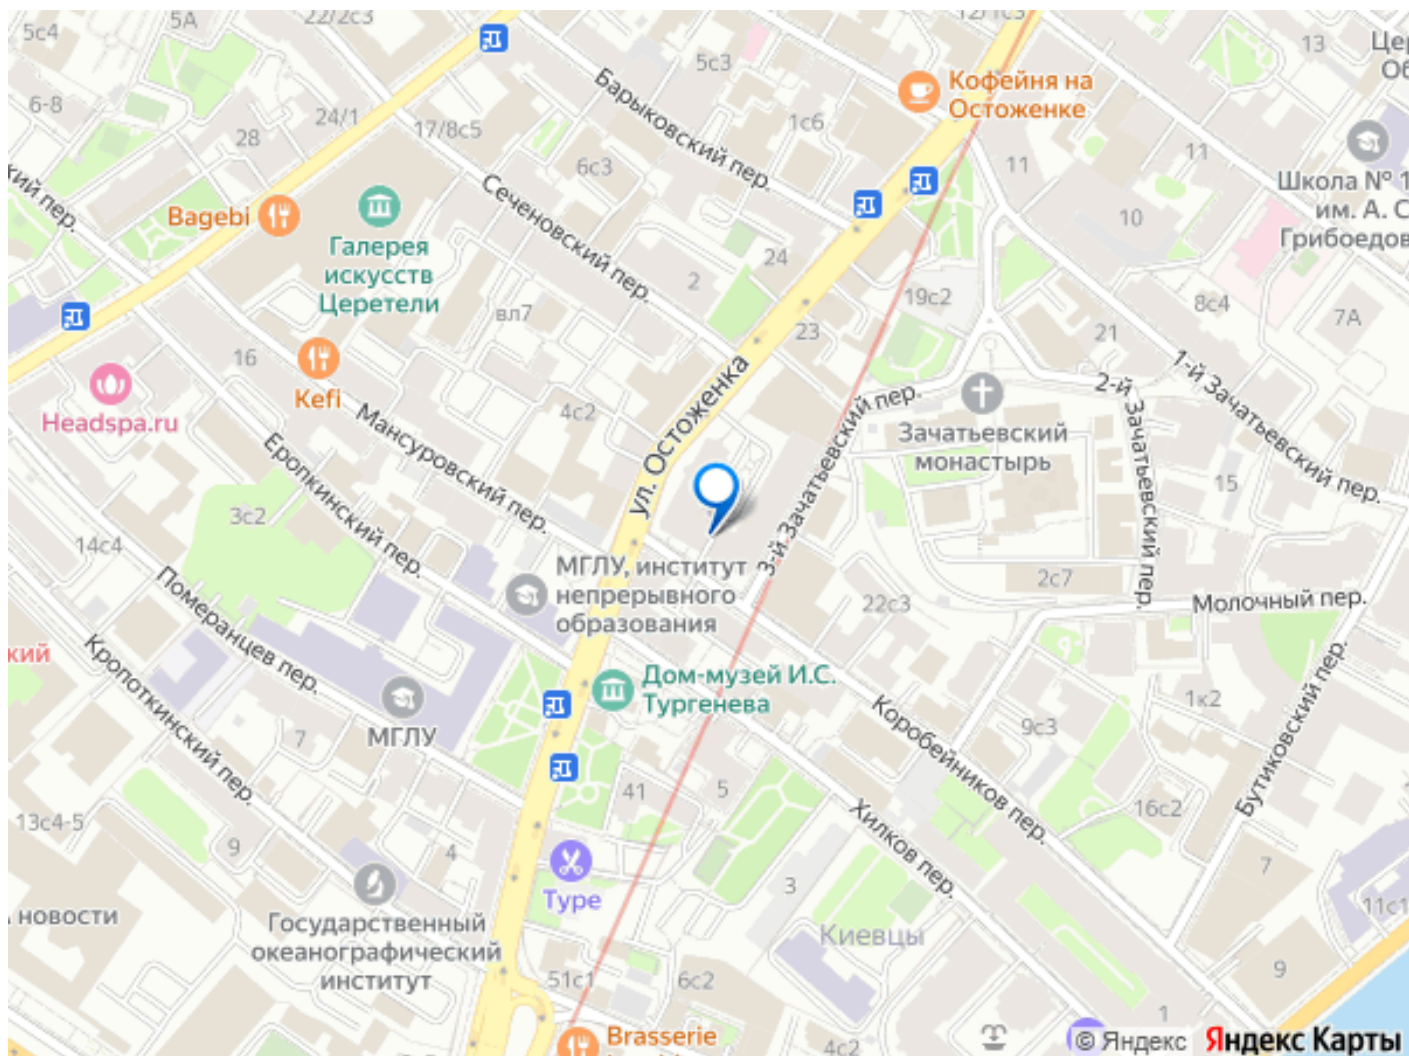 5с4
5А
22/2с3
12/1с3
13
Цер
Об
5с3
Кофейня на
Остоженке
6-8
24/1
28
17/8с5
Барыковский пер.
1с6
6с3
11
11
Школа № 1
им. А. С
Грибоедов
кий пер.
Bagebi
Галерея
искусств
Церетели
Сеченовский пер.
24
2
10
19с2
8с4
7А
вл7
23
21
16
Kefi
Headspa.ru
4с2
ул. Остоженка
Мансуровский пер.
Еропкинский пер.
3-й Зачатьевский пер.
Зачатьевский
монастырь
2-й Зачатьевский пер.
1-й Зачатьевский пер.
15
3с2
14с4
МГЛУ, институт
непрерывного
образования
2с7
22с3
Молочный пер.
Померанцев пер.
Кропоткинский пер.
кий
МГЛУ
7
Дом-музей И.С.
Тургенева
Коробейников пер.
9с3
1к2
Бутиковский пер.
41
5
16с2
Хилков пер.
13с4-5
9
4
Type
3
7
новости
Государственный
океанографический
институт
Киевцы
11с1
51с1
6с2
9
1
Brasserie
4с2
© Яндекс
Яндекс Карты